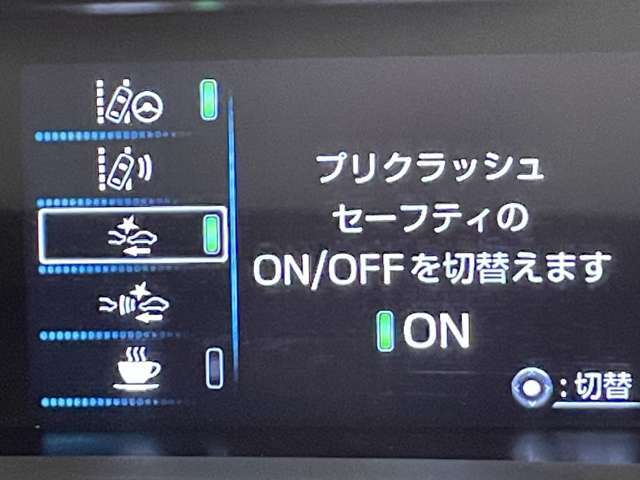 プリクラッシュ
セーフティの
ON/OFFを切替えます
ON
:切替